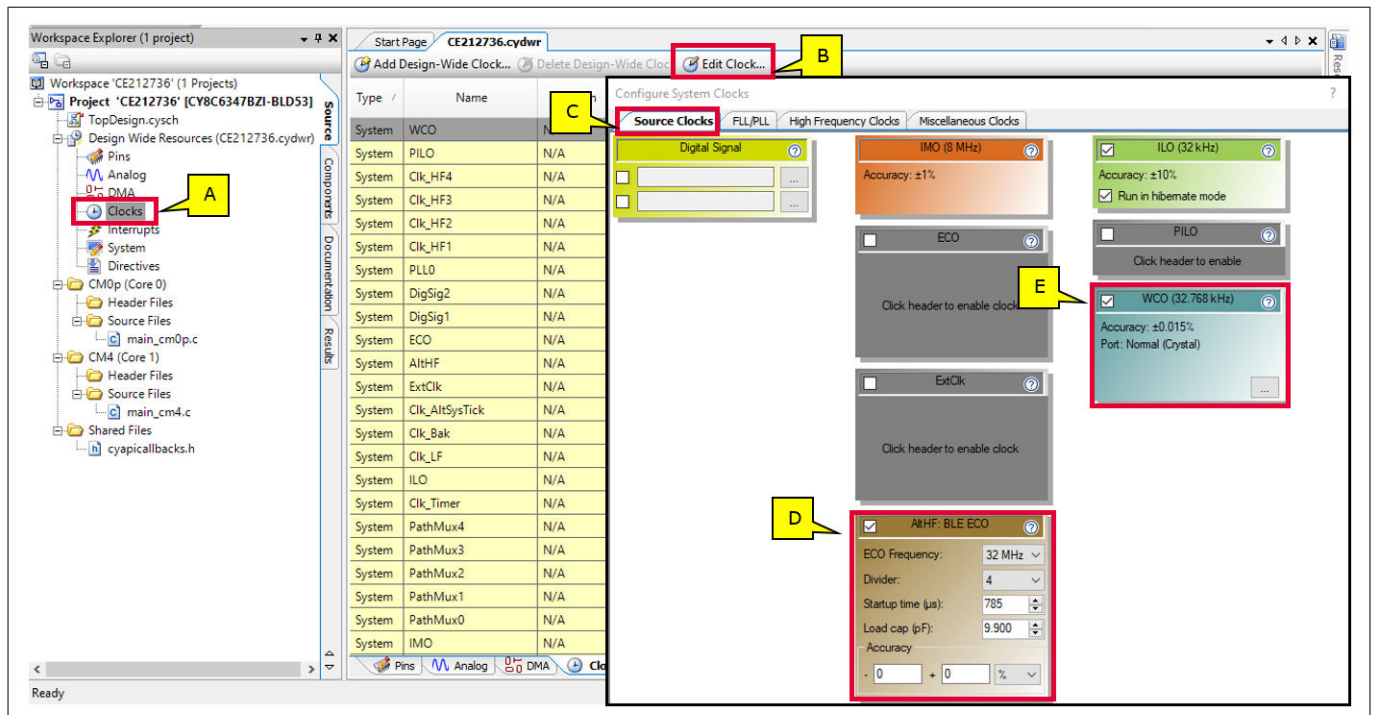 Workspace Explorer (1 project)
Workspace 'CE212736' (1 Projects)
Project 'CE212736' [CY8C6347BZI-BLD53]
TopDesign.cysch
Design Wide Resources (CE212736.cydwr)
Pins
Analog
DMA
Clocks
Interrupts
System
Directives
CM0p (Core 0)
Header Files
Source Files
main_cm0p.c
CM4 (Core 1)
Header Files
Source Files
main_cm4.c
Shared Files
cyapicallbacks.h
A
Source
Components
Documentation
Results
Start Page
CE212736.cydwr
Add Design-Wide Clock...
Delete Design-Wide Cloc
Edit Clock...
B
Type / Name
System WCO
System PILO N/A
System Clk_HF4 N/A
System Clk_HF3 N/A
System Clk_HF2 N/A
System Clk_HF1 N/A
System PLL0 N/A
System DigSig2 N/A
System DigSig1 N/A
System ECO N/A
System AltHF N/A
System ExtClk N/A
System Clk_AltSysTick N/A
System Clk_Bak N/A
System Clk_LF N/A
System ILO N/A
System Clk_Timer N/A
System PathMux4 N/A
System PathMux3 N/A
System PathMux2 N/A
System PathMux1 N/A
System PathMux0 N/A
System IMO N/A
Pins
Analog
DMA
Clo
C
Configure System Clocks
?
Source Clocks
FLL/PLL
High Frequency Clocks
Miscellaneous Clocks
Digital Signal
...
...
IMO (8 MHz)
Accuracy: ±1%
ILO (32 kHz)
Accuracy: ±10%
Run in hibernate mode
ECO
Click header to enable clock
PILO
Click header to enable
E
WCO (32.768 kHz)
Accuracy: ±0.015%
Port: Normal (Crystal)
...
ExtClk
Click header to enable clock
D
AltHF: BLE ECO
ECO Frequency: 32 MHz
Divider: 4
Startup time (µs): 785
Load cap (pF): 9.900
Accuracy
- 0 + 0 %
Ready